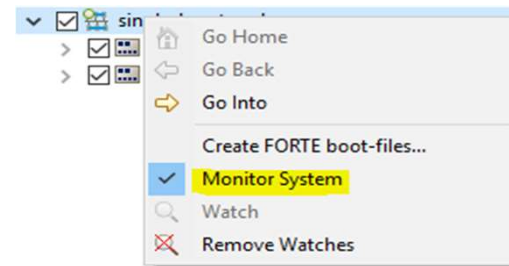 Go Home
Go Back
Go Into
Create FORTE boot-files...
Monitor System
Watch
Remove Watches